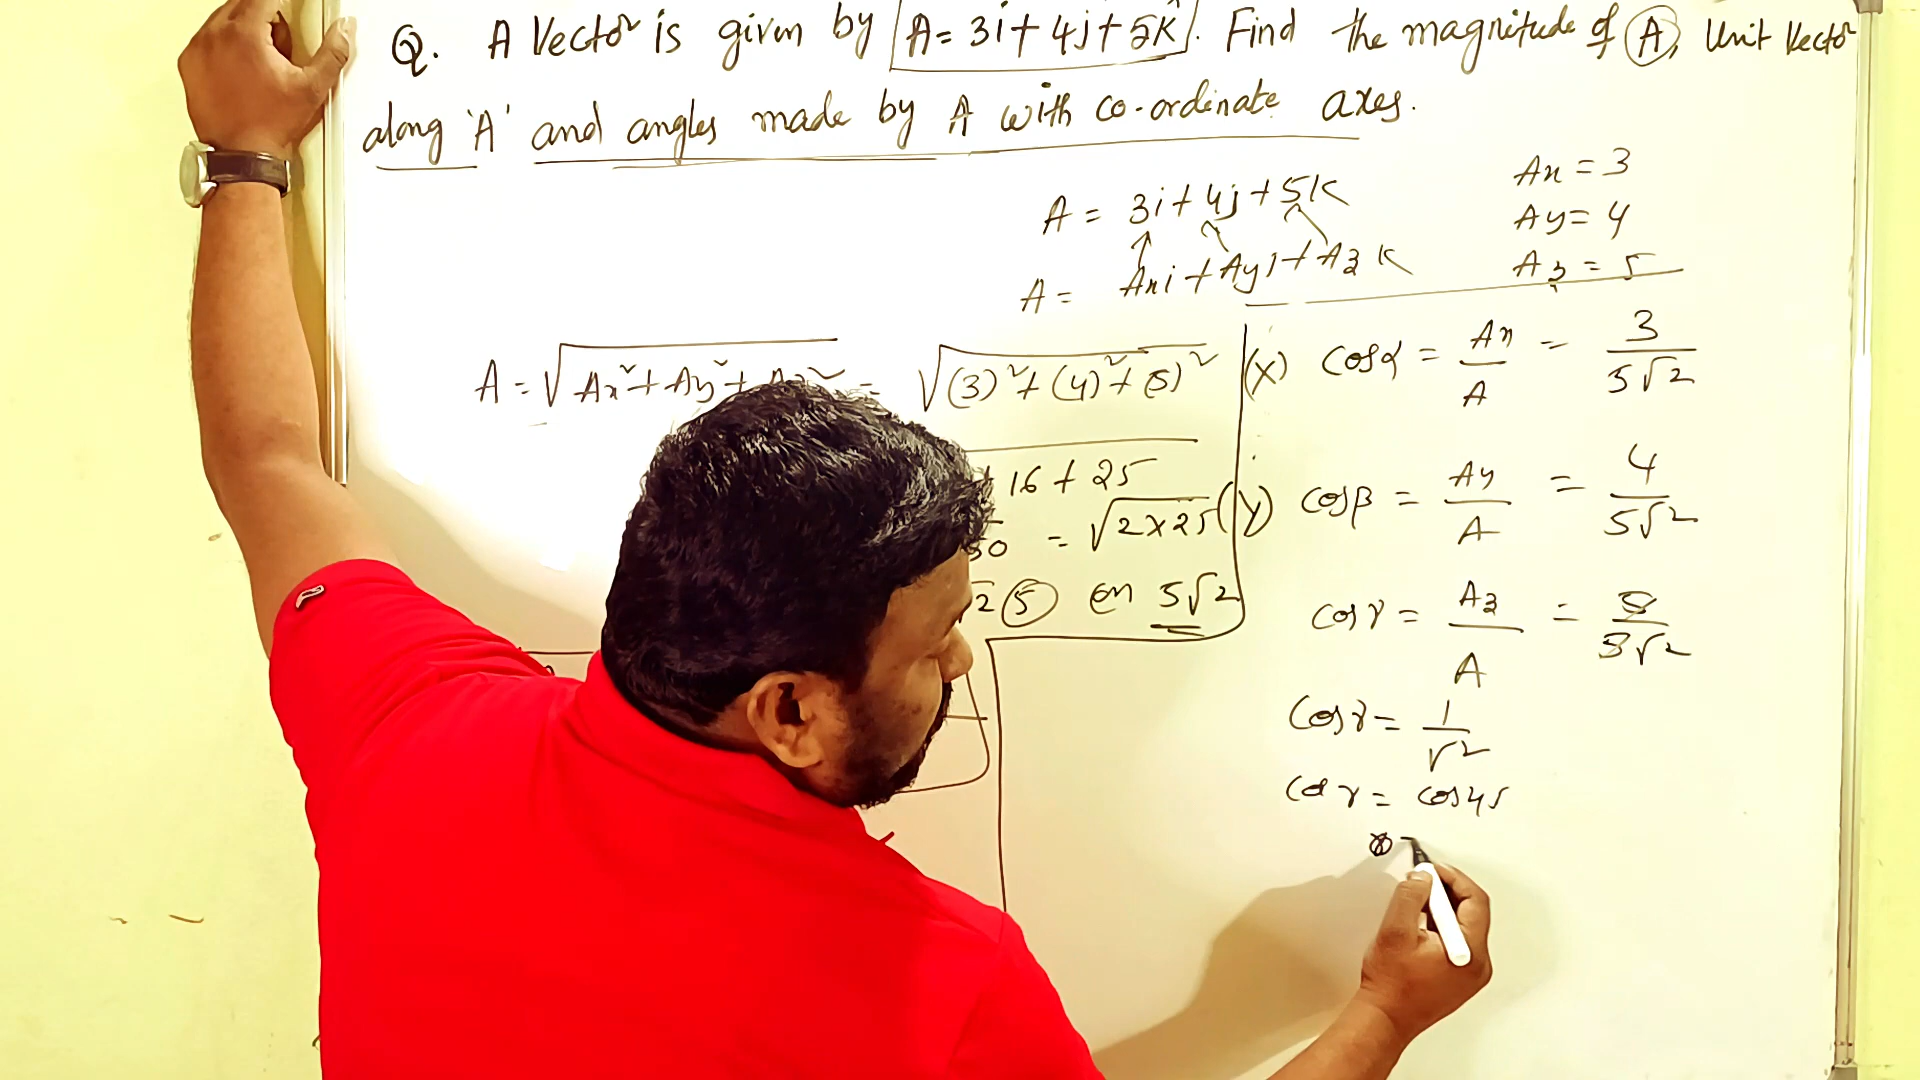 Q. A Vector is given by A = 3i + 4j + 5k̂. Find the magnitude of A, Unit Vector
along 'A' and angles made by A with co-ordinate axes.
A = 3i + 4j + 5K
A = Axi + Ayj + Azk
Ax = 3
Ay = 4
Az = 5
A = √Ax² + Ay² + Az² = √(3)² + (4)² + (5)²
+ 16 + 25
50 = √2×25
2 (5) 5√2
(x) cosα = Ax/A = 3/5√2
(y) cosβ = Ay/A = 4/5√2
cosγ = Az/A = 5/5√2
cosγ = 1/√2
cosγ = cos45